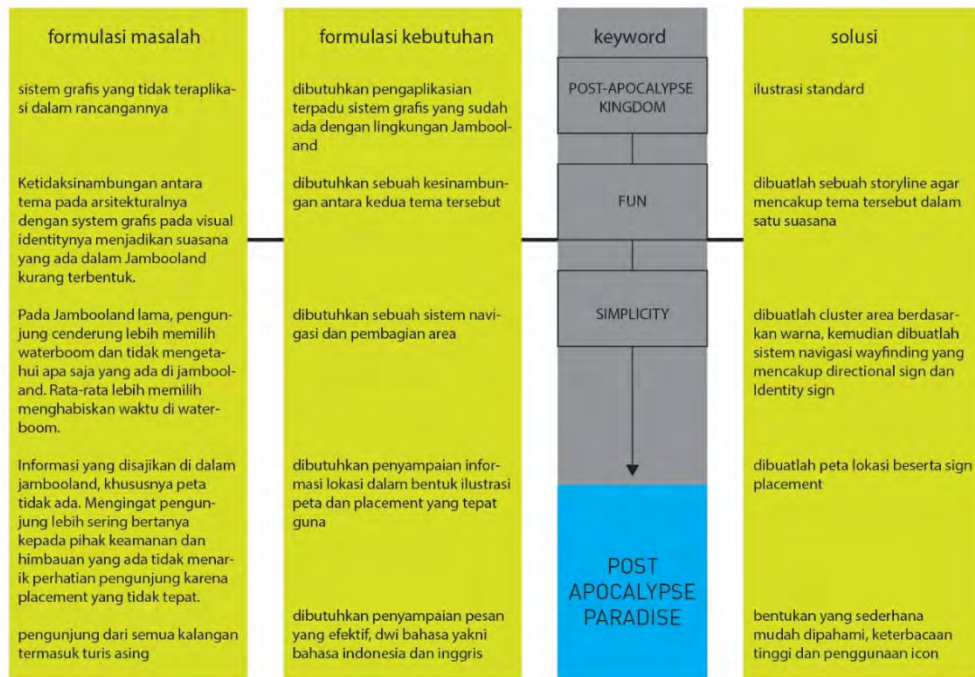 formulasi masalah
sistem grafis yang tidak teraplika-
si dalam rancangannya
Ketidaksinambungan antara
tema pada arsitekturalnya
dengan system grafis pada visual
identitynya menjadikan suasana
yang ada dalam Jambooland
kurang terbentuk.
Pada Jambooland lama, pengun-
jung cenderung lebih memilih
waterboom dan tidak mengeta-
hui apa saja yang ada di jambool-
and. Rata-rata lebih memilih
menghabiskan waktu di water-
boom.
Informasi yang disajikan di dalam
jambooland, khususnya peta
tidak ada. Mengingat pengun-
jung lebih sering bertanya
kepada pihak keamanan dan
himbauan yang ada tidak menar-
ik perhatian pengunjung karena
placement yang tidak tepat.
pengunjung dari semua kalangan
termasuk turis asing
formulasi kebutuhan
dibutuhkan pengaplikasian
terpadu sistem grafis yang sudah
ada dengan lingkungan Jambool-
and
dibutuhkan sebuah kesinambun-
gan antara kedua tema tersebut
dibutuhkan sebuah sistem navi-
gasi dan pembagian area
dibutuhkan penyampaian infor-
masi lokasi dalam bentuk ilustrasi
peta dan placement yang tepat
guna
dibutuhkan penyampaian pesan
yang efektif, dwi bahasa yakni
bahasa indonesia dan inggris
keyword
POST-APOCALYPSE
KINGDOM
FUN
SIMPLICITY
POST
APOCALYPSE
PARADISE
solusi
ilustrasi standard
dibuatlah sebuah storyline agar
mencakup tema tersebut dalam
satu suasana
dibuatlah cluster area berdasar-
kan warna, kemudian dibuatlah
sistem navigasi wayfinding yang
mencakup directional sign dan
Identity sign
dibuatlah peta lokasi beserta sign
placement
bentukan yang sederhana
mudah dipahami, keterbacaan
tinggi dan penggunaan icon